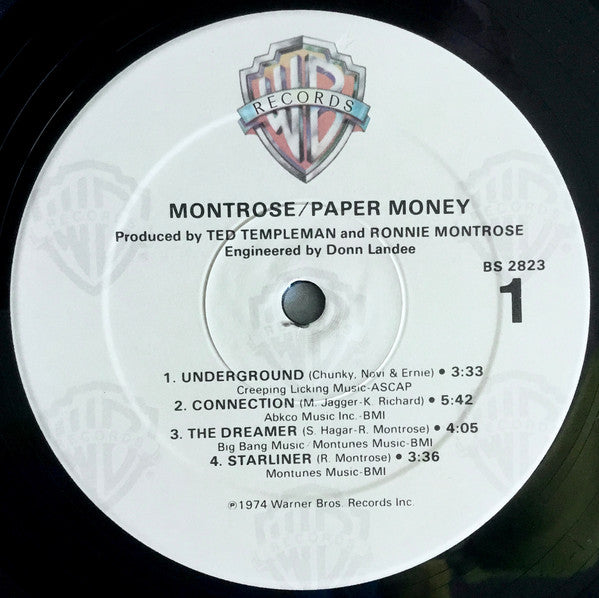 WB
RECORDS
MONTROSE/PAPER MONEY
Produced by TED TEMPLEMAN and RONNIE MONTROSE
Engineered by Donn Landee
BS 2823
1
1. UNDERGROUND (Chunky, Novi & Ernie) • 3:33
Creeping Licking Music-ASCAP
2. CONNECTION (M. Jagger-K. Richard) • 5:42
Abkco Music Inc.-BMI
3. THE DREAMER (S. Hagar-R. Montrose) • 4:05
Big Bang Music/Montunes Music-BMI
4. STARLINER (R. Montrose) • 3:36
Montunes Music-BMI
℗1974 Warner Bros. Records Inc.